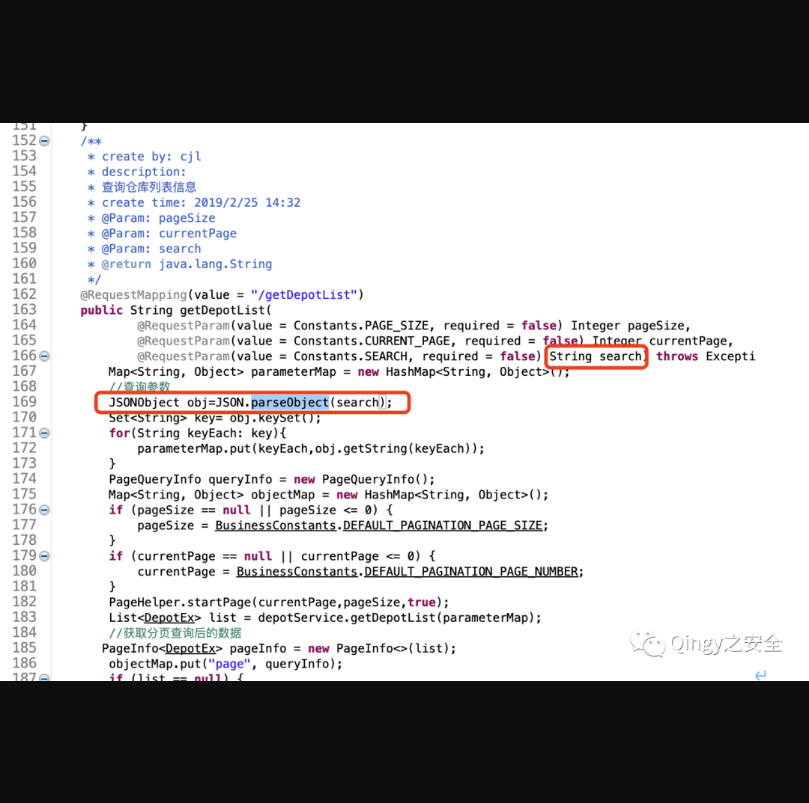 151 }
152 /**
153 * create by: cjl
154 * description:
155 * 查询仓库列表信息
156 * create time: 2019/2/25 14:32
157 * @Param: pageSize
158 * @Param: currentPage
159 * @Param: search
160 * @return java.lang.String
161 */
162 @RequestMapping(value = "/getDepotList")
163 public String getDepotList(
164 @RequestParam(value = Constants.PAGE_SIZE, required = false) Integer pageSize,
165 @RequestParam(value = Constants.CURRENT_PAGE, required = false) Integer currentPage,
166 @RequestParam(value = Constants.SEARCH, required = false) String search) throws Excepti
167 Map<String, Object> parameterMap = new HashMap<String, Object>();
168 //查询参数
169 JSONObject obj=JSON.parseObject(search);
170 Set<String> key= obj.keySet();
171 for(String keyEach: key){
172 parameterMap.put(keyEach,obj.getString(keyEach));
173 }
174 PageQueryInfo queryInfo = new PageQueryInfo();
175 Map<String, Object> objectMap = new HashMap<String, Object>();
176 if (pageSize == null || pageSize <= 0) {
177 pageSize = BusinessConstants.DEFAULT_PAGINATION_PAGE_SIZE;
178 }
179 if (currentPage == null || currentPage <= 0) {
180 currentPage = BusinessConstants.DEFAULT_PAGINATION_PAGE_NUMBER;
181 }
182 PageHelper.startPage(currentPage,pageSize,true);
183 List<DepotEx> list = depotService.getDepotList(parameterMap);
184 //获取分页查询后的数据
185 PageInfo<DepotEx> pageInfo = new PageInfo<>(list);
186 objectMap.put("page", queryInfo);
187 if (list == null) {
Qingy之安全